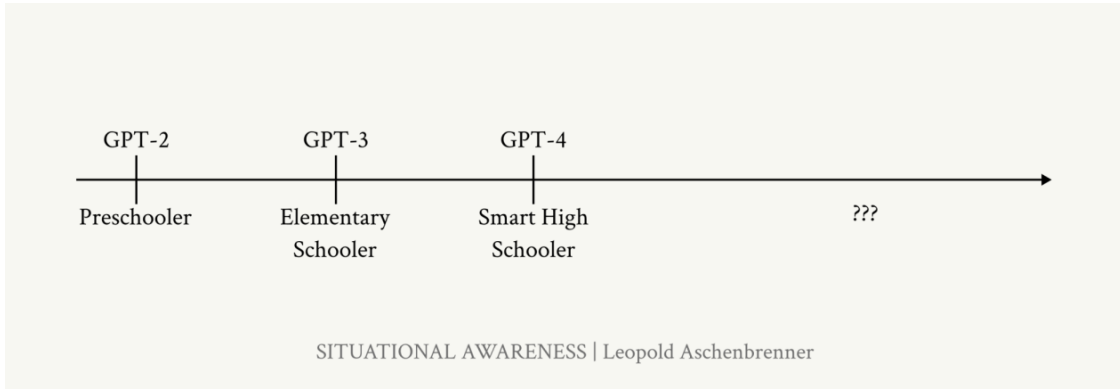 GPT-2
GPT-3
GPT-4
Preschooler
Elementary
Schooler
Smart High
Schooler
???
SITUATIONAL AWARENESS | Leopold Aschenbrenner